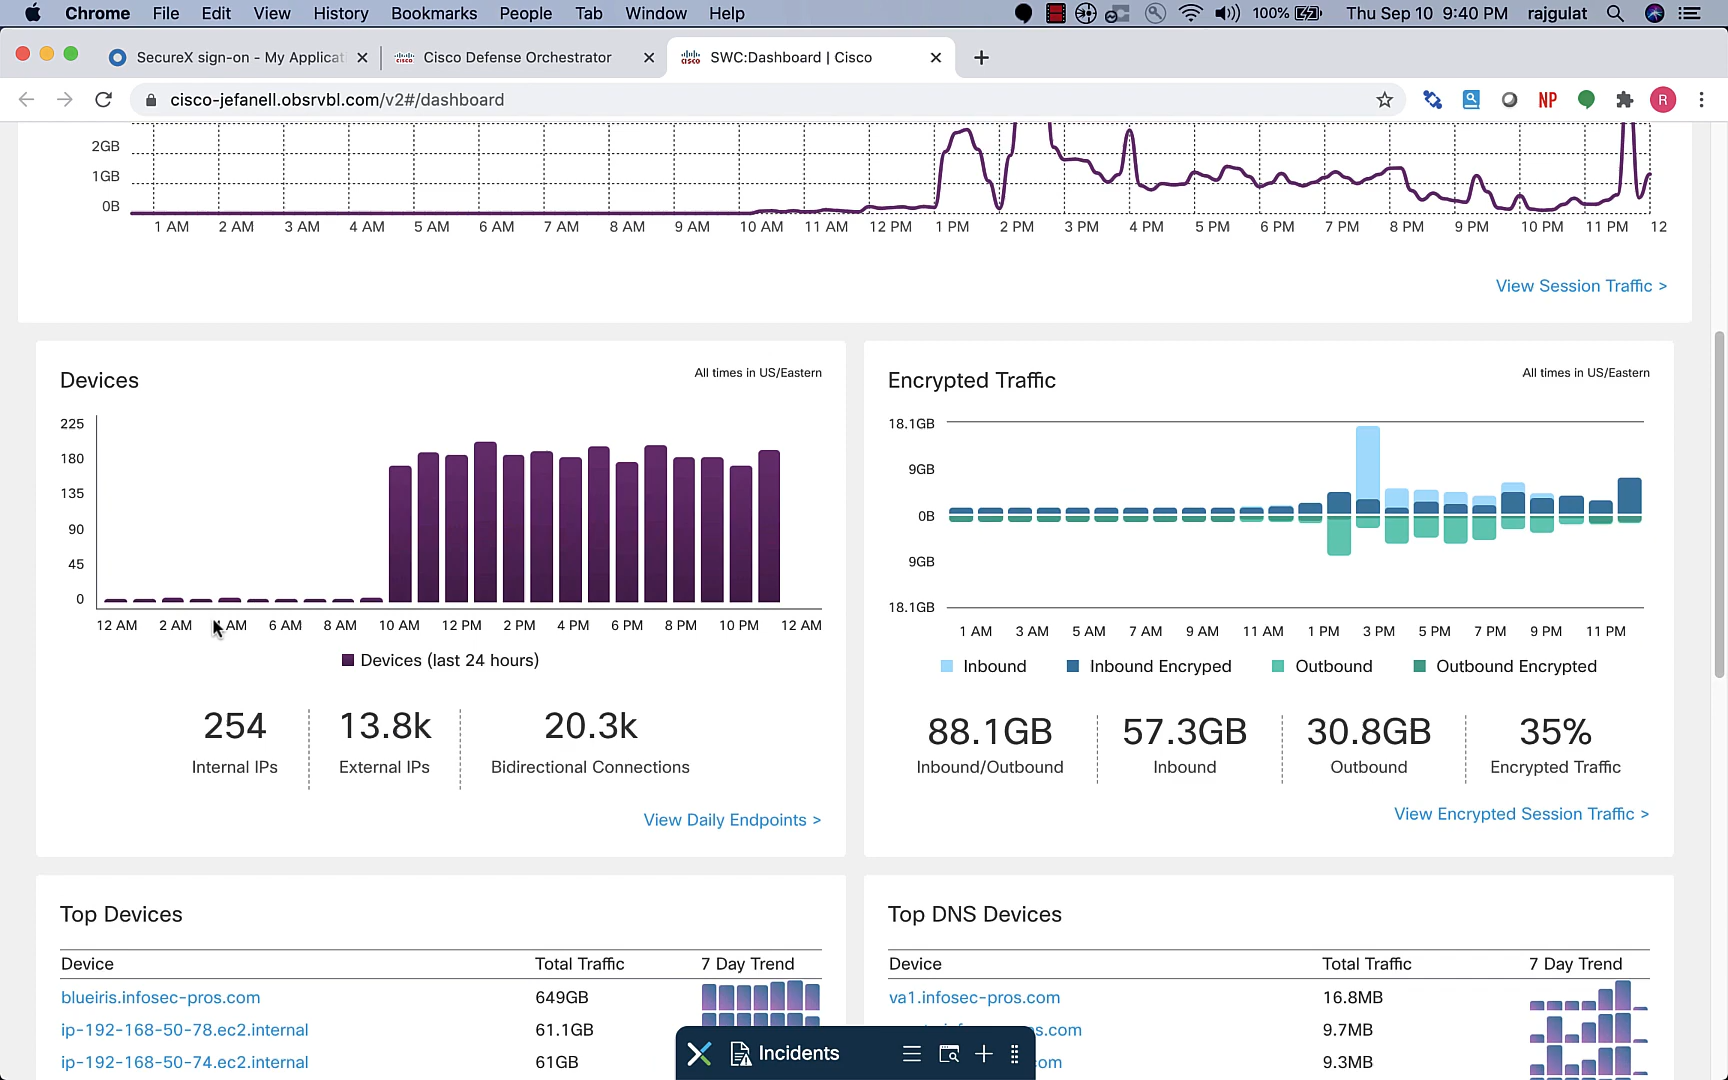 Chrome File Edit View History Bookmarks People Tab Window Help 100% Thu Sep 10 9:40 PM rajgulat
SecureX sign-on - My Applicati Cisco Defense Orchestrator SWC:Dashboard | Cisco
cisco-jefanell.obsrvbl.com/v2#/dashboard NP R
2GB
1GB
0B
1 AM 2 AM 3 AM 4 AM 5 AM 6 AM 7 AM 8 AM 9 AM 10 AM 11 AM 12 PM 1 PM 2 PM 3 PM 4 PM 5 PM 6 PM 7 PM 8 PM 9 PM 10 PM 11 PM 12
View Session Traffic >
Devices
All times in US/Eastern
225
180
135
90
45
0
12 AM 2 AM AM 6 AM 8 AM 10 AM 12 PM 2 PM 4 PM 6 PM 8 PM 10 PM 12 AM
Devices (last 24 hours)
254 13.8k 20.3k
Internal IPs External IPs Bidirectional Connections
View Daily Endpoints >
Encrypted Traffic
All times in US/Eastern
18.1GB
9GB
0B
9GB
18.1GB
1 AM 3 AM 5 AM 7 AM 9 AM 11 AM 1 PM 3 PM 5 PM 7 PM 9 PM 11 PM
Inbound Inbound Encryped Outbound Outbound Encrypted
88.1GB 57.3GB 30.8GB 35%
Inbound/Outbound Inbound Outbound Encrypted Traffic
View Encrypted Session Traffic >
Top Devices
Device Total Traffic 7 Day Trend
blueiris.infosec-pros.com 649GB
ip-192-168-50-78.ec2.internal 61.1GB
ip-192-168-50-74.ec2.internal 61GB
Top DNS Devices
Device Total Traffic 7 Day Trend
va1.infosec-pros.com 16.8MB
s.com 9.7MB
om 9.3MB
Incidents